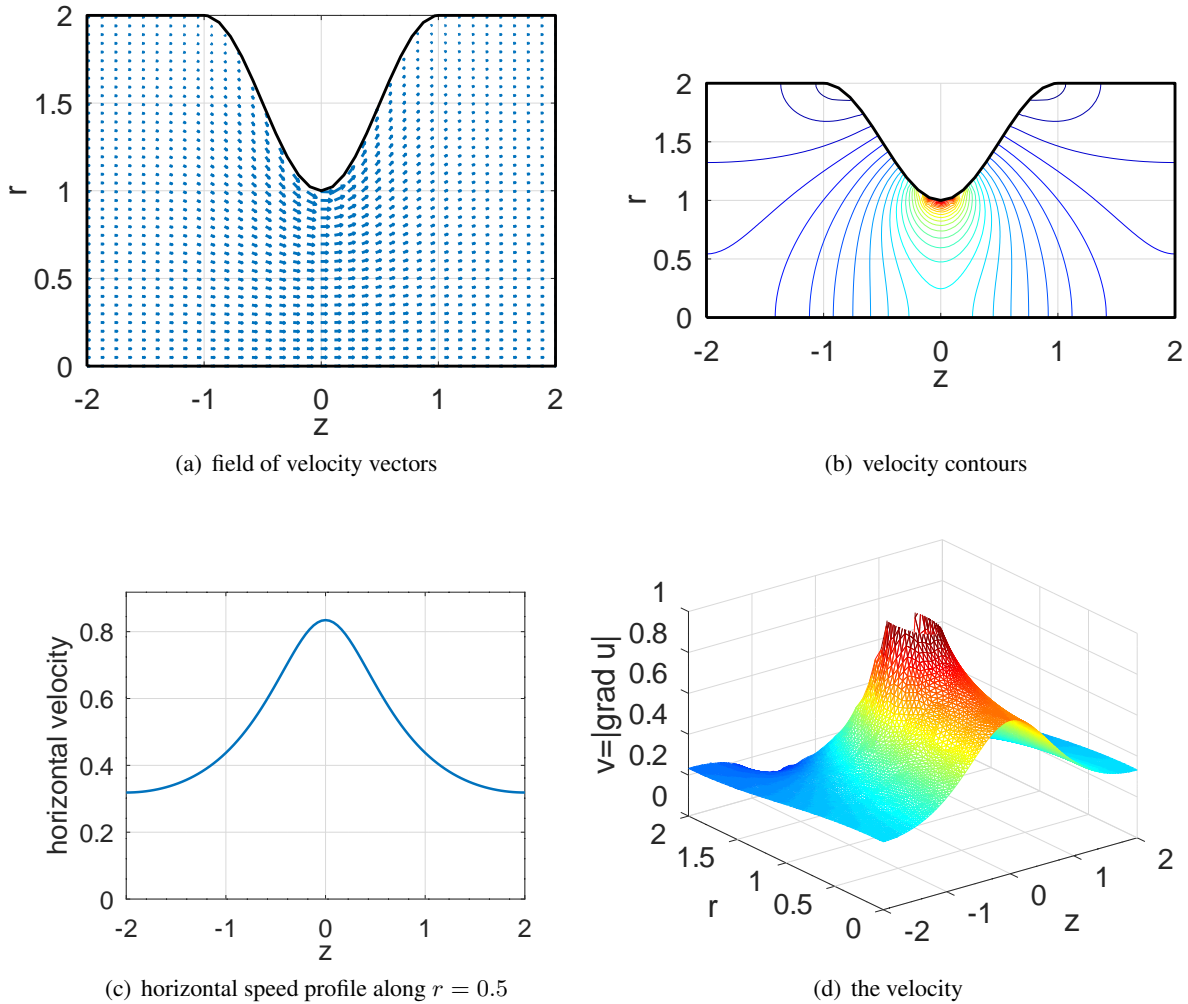 2
1.5
1
0.5
0
r
-2 -1 0 1 2
z
(a) field of velocity vectors
2
1.5
1
0.5
0
r
-2 -1 0 1 2
z
(b) velocity contours
0.8
0.6
0.4
0.2
0
horizontal velocity
-2 -1 0 1 2
z
(c) horizontal speed profile along r = 0.5
1
0.8
0.6
0.4
0.2
0
v=|grad u|
2
1.5
1
0.5
0
r
-2
-1
0
1
2
z
(d) the velocity